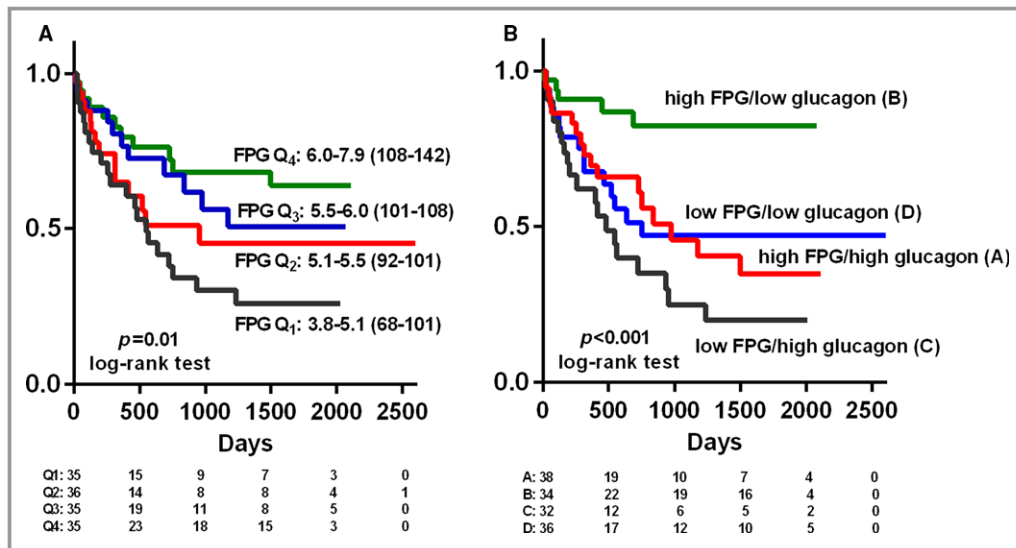 A
1.0
0.5
0.0
FPG Q4: 6.0-7.9 (108-142)
FPG Q3: 5.5-6.0 (101-108)
FPG Q2: 5.1-5.5 (92-101)
FPG Q1: 3.8-5.1 (68-101)
p=0.01
log-rank test
0 500 1000 1500 2000 2500
Days
Q1: 35 15 9 7 3 0
Q2: 36 14 8 8 4 1
Q3: 35 19 11 8 5 0
Q4: 35 23 18 15 3 0
B
1.0
0.5
0.0
high FPG/low glucagon (B)
low FPG/low glucagon (D)
high FPG/high glucagon (A)
low FPG/high glucagon (C)
p<0.001
log-rank test
0 500 1000 1500 2000 2500
Days
A: 38 19 10 7 4 0
B: 34 22 19 16 4 0
C: 32 12 6 5 2 0
D: 36 17 12 10 5 0